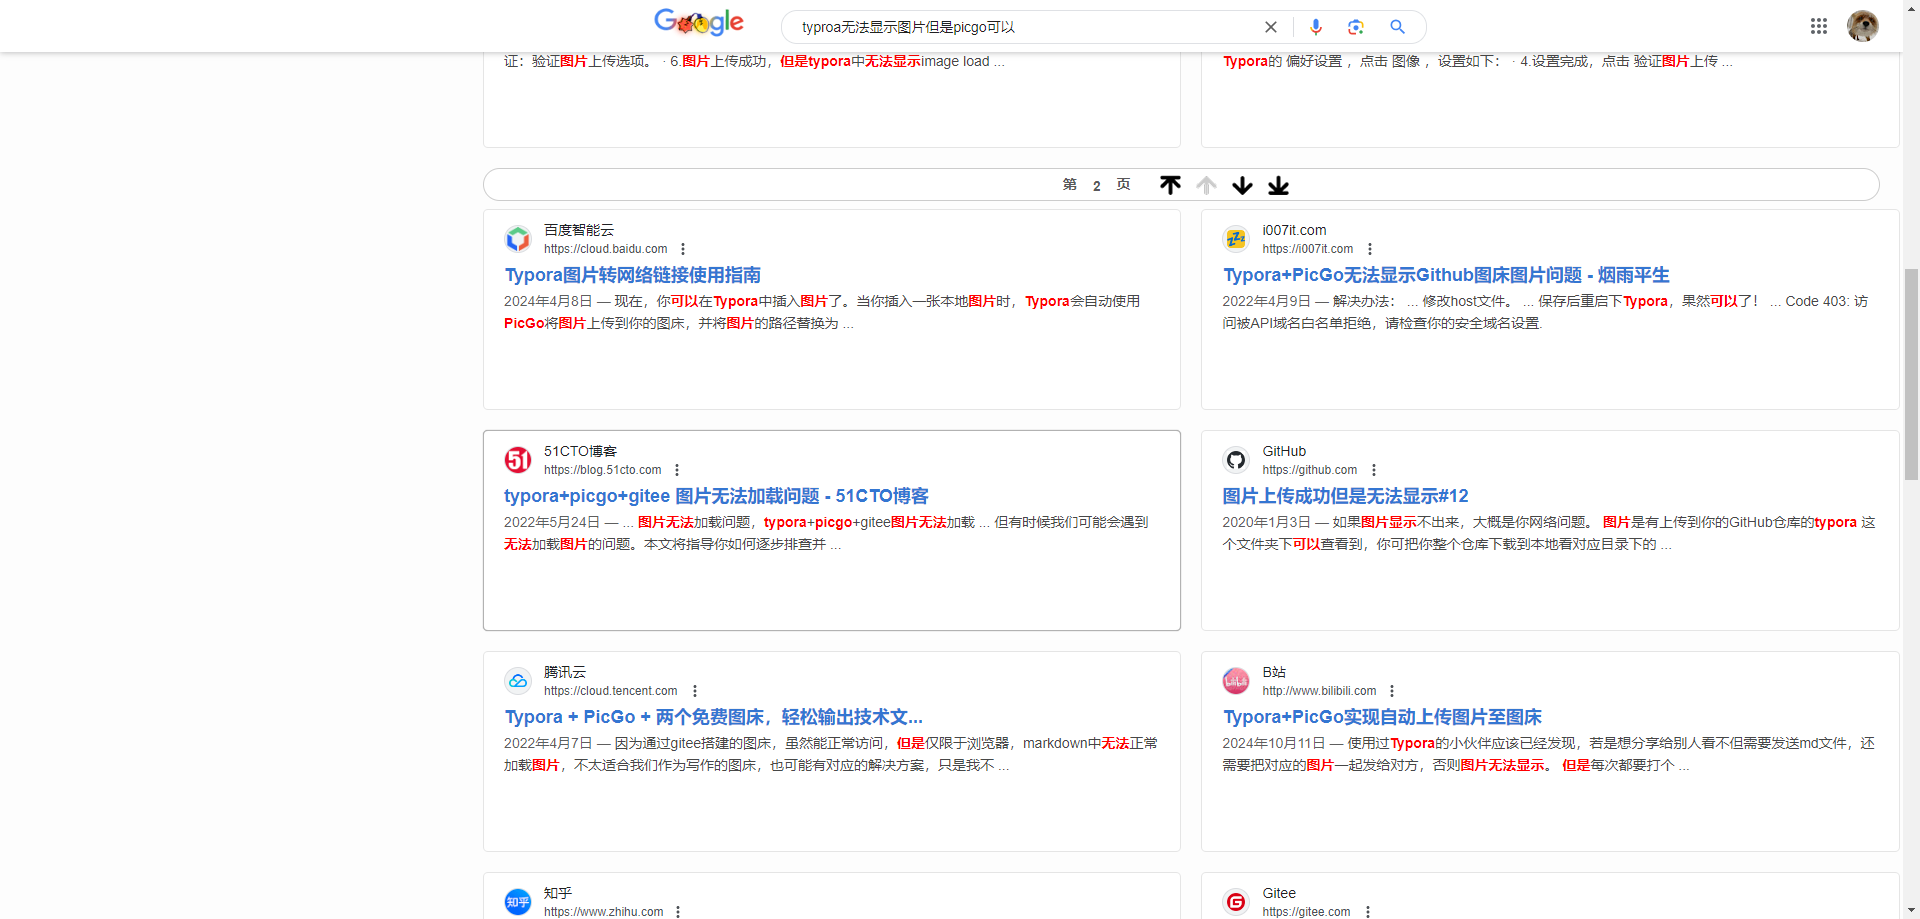 Google
typroa无法显示图片但是picgo可以
证：验证图片上传选项。 · 6.图片上传成功，但是typora中无法显示image load ...
Typora的 偏好设置 ，点击 图像 ，设置如下： · 4.设置完成，点击 验证图片上传 ...
第 2 页
百度智能云
https://cloud.baidu.com
Typora图片转网络链接使用指南
2024年4月8日 — 现在，你可以在Typora中插入图片了。当你插入一张本地图片时，Typora会自动使用
PicGo将图片上传到你的图床，并将图片的路径替换为 ...
i007it.com
https://i007it.com
Typora+PicGo无法显示Github图床图片问题 - 烟雨平生
2022年4月9日 — 解决办法： ... 修改host文件。 ... 保存后重启下Typora，果然可以了！ ... Code 403: 访
问被API域名白名单拒绝，请检查你的安全域名设置.
51
51CTO博客
https://blog.51cto.com
typora+picgo+gitee 图片无法加载问题 - 51CTO博客
2022年5月24日 — ... 图片无法加载问题，typora+picgo+gitee图片无法加载 ... 但有时候我们可能会遇到
无法加载图片的问题。本文将指导你如何逐步排查并 ...
GitHub
https://github.com
图片上传成功但是无法显示#12
2020年1月3日 — 如果图片显示不出来，大概是你网络问题。 图片是有上传到你的GitHub仓库的typora 这
个文件夹下可以查看到，你可把你整个仓库下载到本地看对应目录下的 ...
腾讯云
https://cloud.tencent.com
Typora + PicGo + 两个免费图床，轻松输出技术文...
2022年4月7日 — 因为通过gitee搭建的图床，虽然能正常访问，但是仅限于浏览器，markdown中无法正常
加载图片，不太适合我们作为写作的图床，也可能有对应的解决方案，只是我不 ...
B站
http://www.bilibili.com
Typora+PicGo实现自动上传图片至图床
2024年10月11日 — 使用过Typora的小伙伴应该已经发现，若是想分享给别人看不但需要发送md文件，还
需要把对应的图片一起发给对方，否则图片无法显示。 但是每次都要打个 ...
知乎
知乎
https://www.zhihu.com
Gitee
https://gitee.com